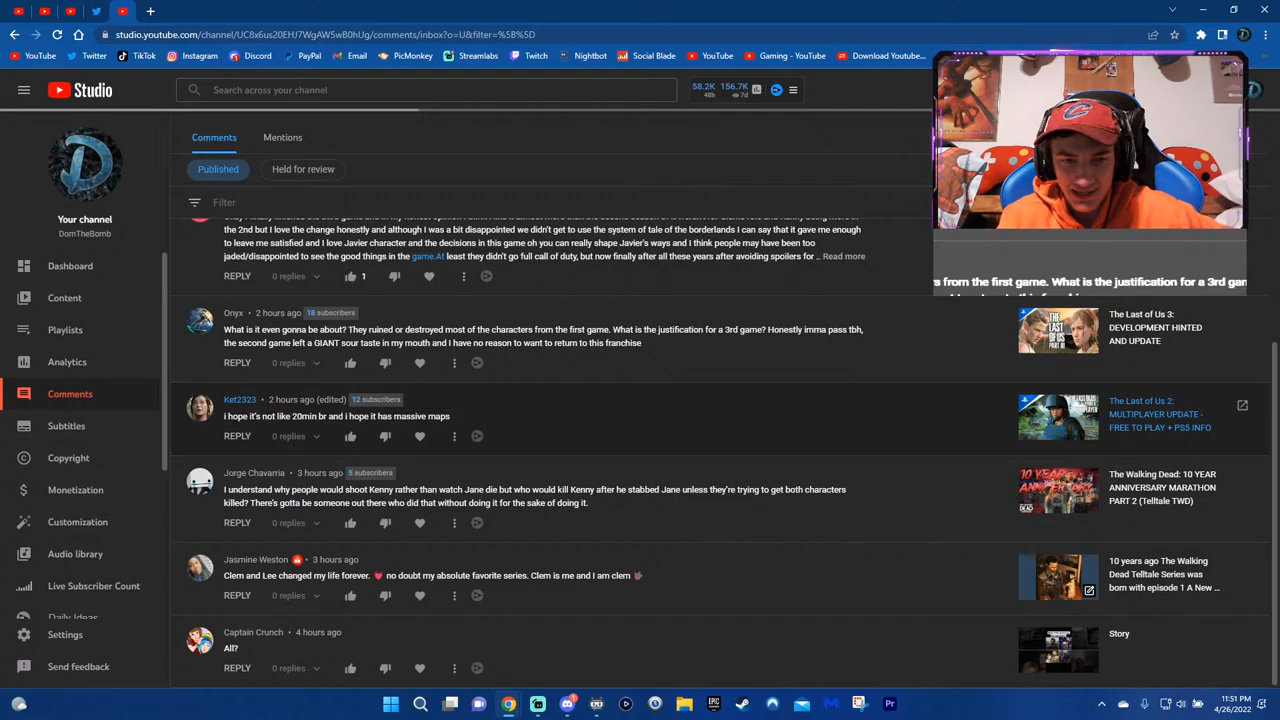 studio.youtube.com/channel/UC8x6us20EHJ7WgAW5wB0hUg/comments/inbox?o=U&filter=%5B%5D
YouTube Twitter TikTok Instagram Discord PayPal Email PicMonkey Streamlabs Twitch Nightbot Social Blade YouTube Gaming - YouTube Download Youtube...
Studio
Search across your channel
58.2K 156.7K
48h 7d
Comments Mentions
Published Held for review
Filter
Your channel
DomTheBomb
Dashboard
Content
Playlists
Analytics
Comments
Subtitles
Copyright
Monetization
Customization
Audio library
Live Subscriber Count
Daily Ideas
Settings
Send feedback
the 2nd but I love the change honestly and although I was a bit disappointed we didn't get to use the system of tale of the borderlands I can say that it gave me enough
to leave me satisfied and I love Javier character and the decisions in this game oh you can really shape Javier's ways and I think people may have been too
jaded/disappointed to see the good things in the game.At least they didn't go full call of duty, but now finally after all these years after avoiding spoilers for ... Read more
REPLY 0 replies 1
Onyx • 2 hours ago 18 subscribers
What is it even gonna be about? They ruined or destroyed most of the characters from the first game. What is the justification for a 3rd game? Honestly imma pass tbh,
the second game left a GIANT sour taste in my mouth and I have no reason to want to return to this franchise
REPLY 0 replies
The Last of Us 3:
DEVELOPMENT HINTED
AND UPDATE
Ket2323 • 2 hours ago (edited) 12 subscribers
i hope it's not like 20min br and i hope it has massive maps
REPLY 0 replies
The Last of Us 2:
MULTIPLAYER UPDATE -
FREE TO PLAY + PS5 INFO
Jorge Chavarria • 3 hours ago 5 subscribers
I understand why people would shoot Kenny rather than watch Jane die but who would kill Kenny after he stabbed Jane unless they're trying to get both characters
killed? There's gotta be someone out there who did that without doing it for the sake of doing it.
REPLY 0 replies
The Walking Dead: 10 YEAR
ANNIVERSARY MARATHON
PART 2 (Telltale TWD)
Jasmine Weston • 3 hours ago
Clem and Lee changed my life forever. no doubt my absolute favorite series. Clem is me and I am clem
REPLY 0 replies
10 years ago The Walking
Dead Telltale Series was
born with episode 1 A New ...
Captain Crunch • 4 hours ago
All?
REPLY 0 replies
Story
s from the first game. What is the justification for a 3rd gam
THE LAST OF US PART III
10 YEAR
11:51 PM
4/26/2022